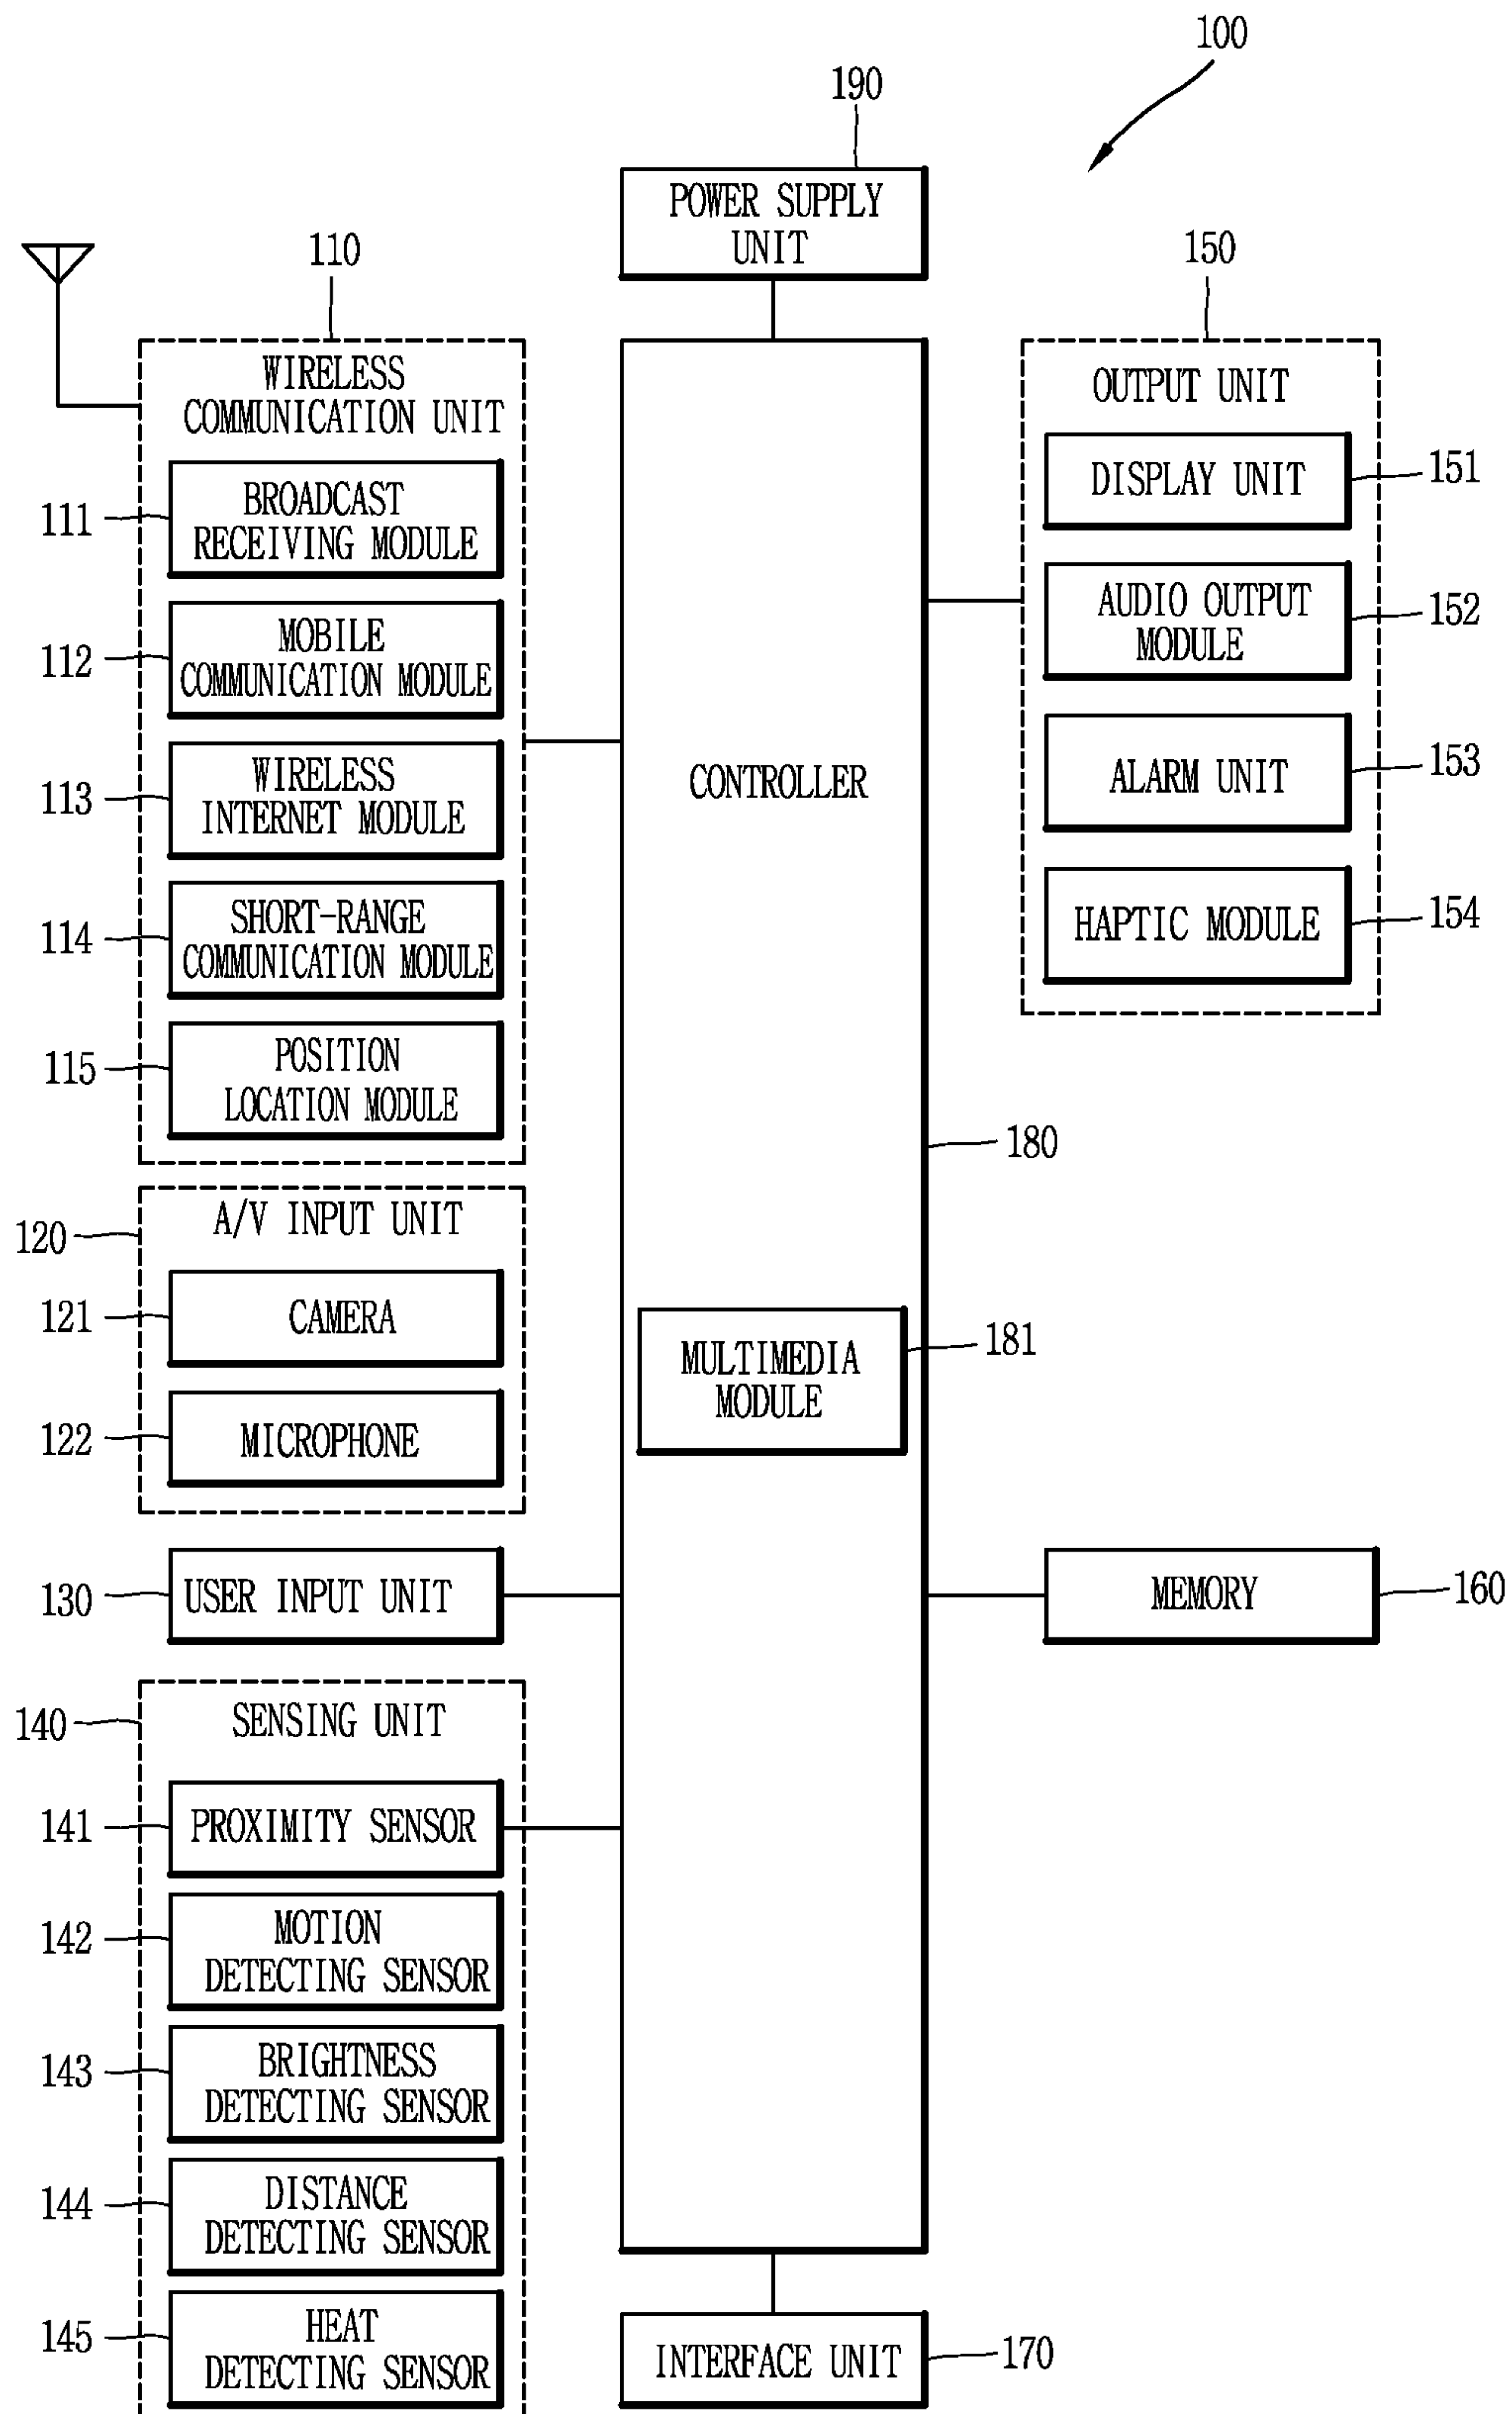 100
190
POWER SUPPLY
UNIT
110
WIRELESS
COMMUNICATION UNIT
111
BROADCAST
RECEIVING MODULE
112
MOBILE
COMMUNICATION MODULE
113
WIRELESS
INTERNET MODULE
114
SHORT-RANGE
COMMUNICATION MODULE
115
POSITION
LOCATION MODULE
120
A/V INPUT UNIT
121
CAMERA
122
MICROPHONE
130
USER INPUT UNIT
140
SENSING UNIT
141
PROXIMITY SENSOR
142
MOTION
DETECTING SENSOR
143
BRIGHTNESS
DETECTING SENSOR
144
DISTANCE
DETECTING SENSOR
145
HEAT
DETECTING SENSOR
CONTROLLER
180
MULTIMEDIA
MODULE
181
INTERFACE UNIT
170
150
OUTPUT UNIT
DISPLAY UNIT
151
AUDIO OUTPUT
MODULE
152
ALARM UNIT
153
HAPTIC MODULE
154
MEMORY
160